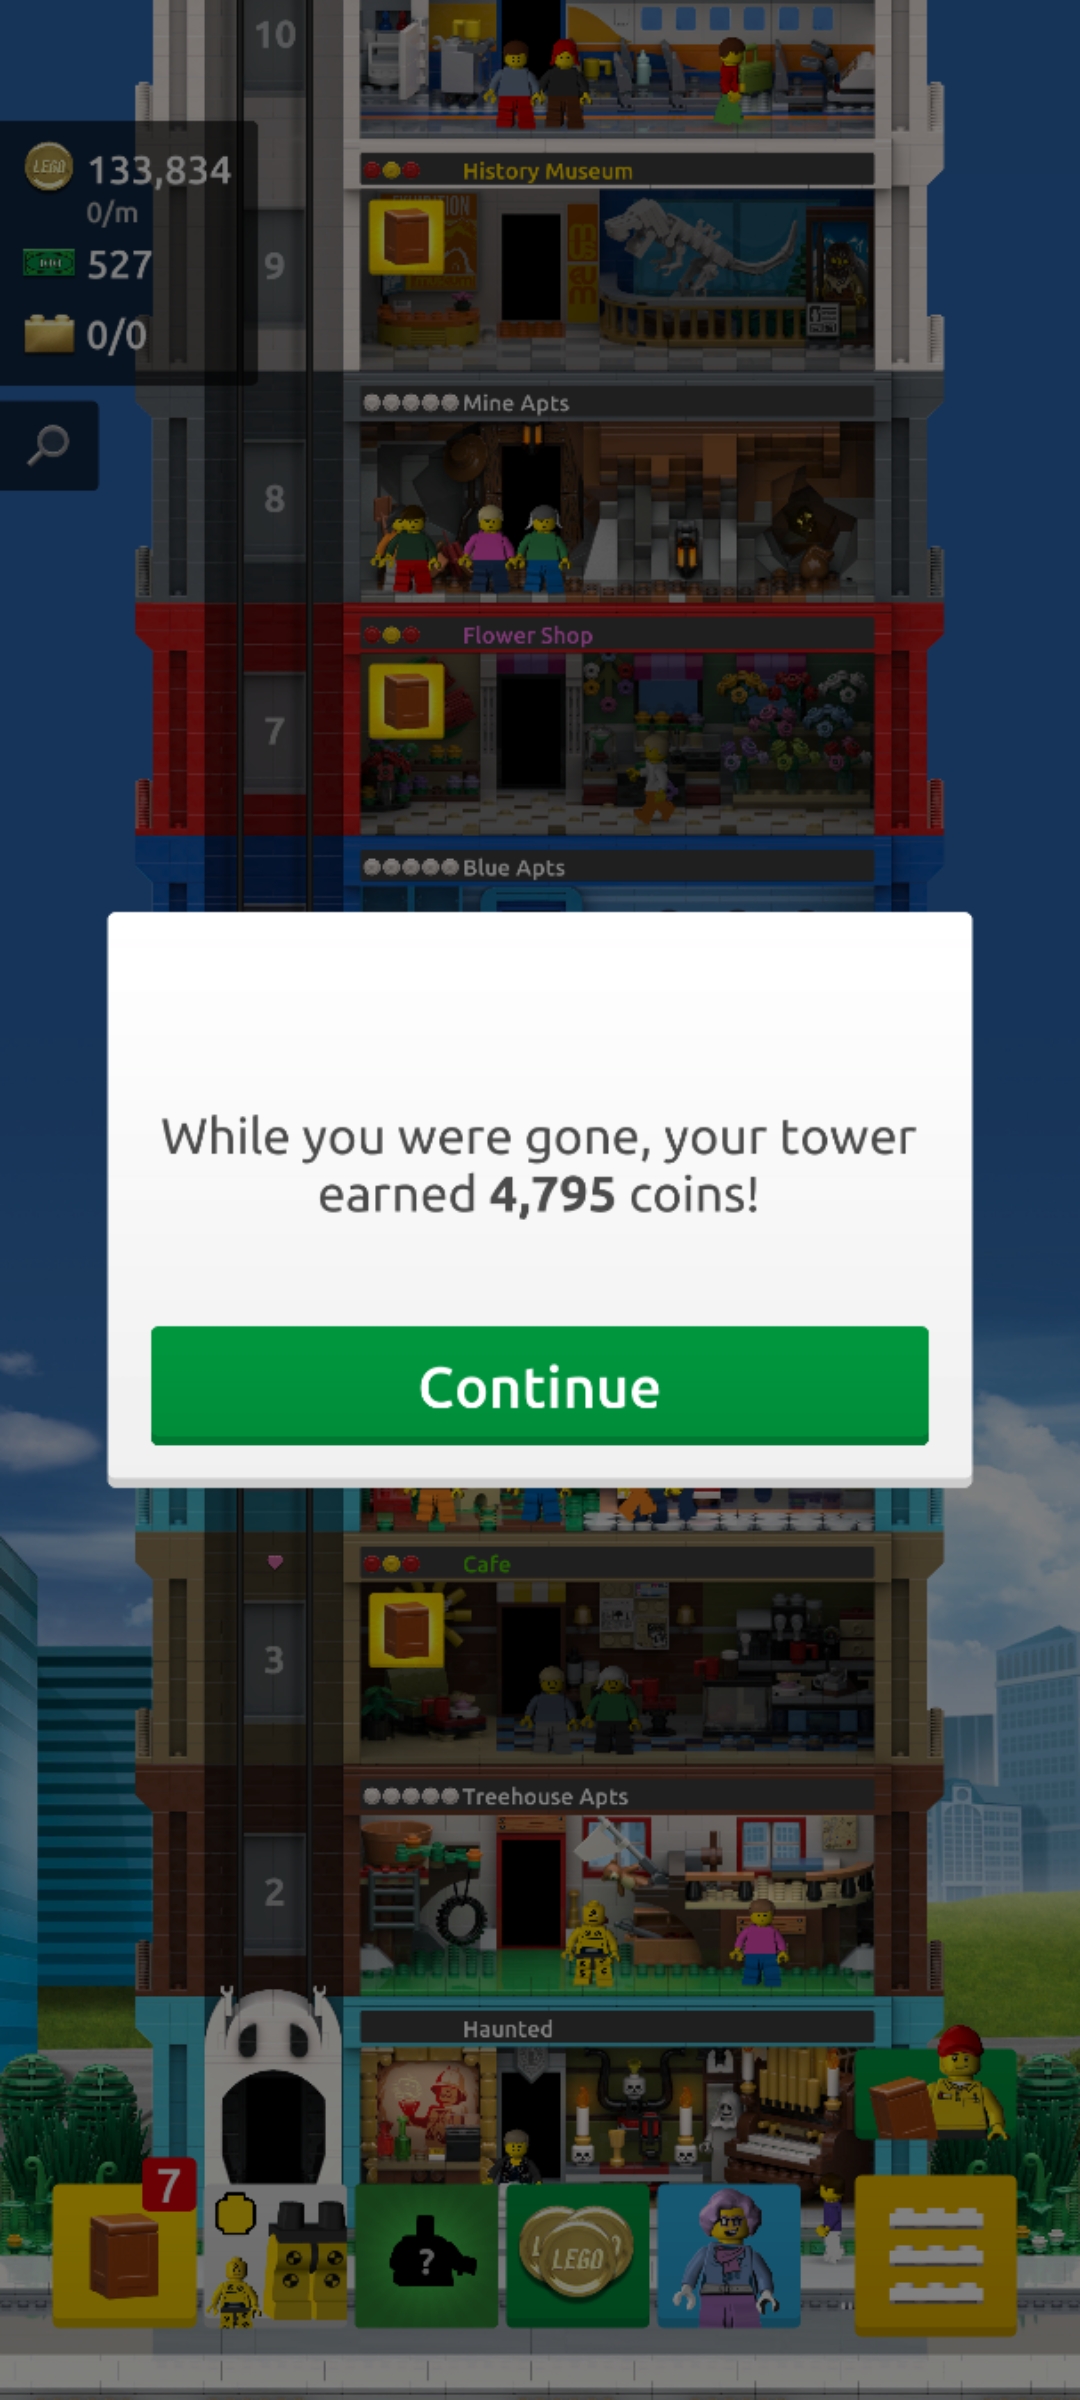 10
LEGO 133,834
0/m
527
0/0
History Museum
9
Mine Apts
8
Flower Shop
7
Blue Apts
While you were gone, your tower
earned 4,795 coins!
Continue
Cafe
3
Treehouse Apts
2
Haunted
7
?
LEGO